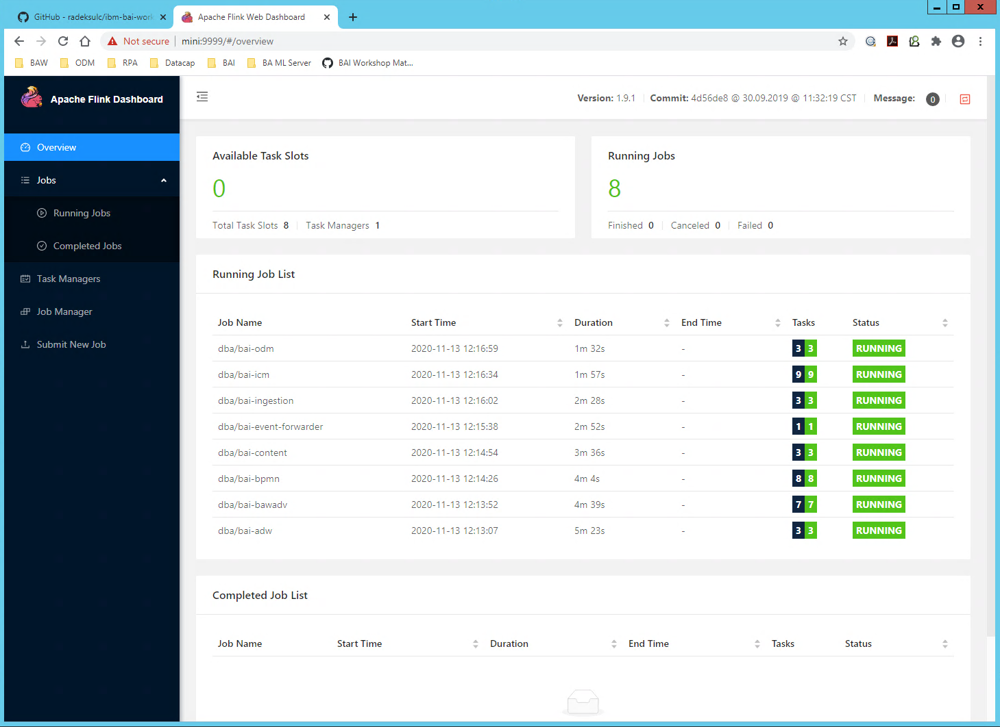 GitHub - radeksulc/ibm-bai-work
Apache Flink Web Dashboard
Not secure mini:9999/#/overview
BAW ODM RPA Datacap BAI BA ML Server BAI Workshop Mat...
Apache Flink Dashboard
Version: 1.9.1 Commit: 4d56de8 @ 30.09.2019 @ 11:32:19 CST Message: 0
Overview
Jobs
Running Jobs
Completed Jobs
Task Managers
Job Manager
Submit New Job
Available Task Slots
0
Total Task Slots 8 Task Managers 1
Running Jobs
8
Finished 0 Canceled 0 Failed 0
Running Job List
Job Name Start Time Duration End Time Tasks Status
dba/bai-odm 2020-11-13 12:16:59 1m 32s - 3 3 RUNNING
dba/bai-icm 2020-11-13 12:16:34 1m 57s - 9 9 RUNNING
dba/bai-ingestion 2020-11-13 12:16:02 2m 28s - 3 3 RUNNING
dba/bai-event-forwarder 2020-11-13 12:15:38 2m 52s - 1 1 RUNNING
dba/bai-content 2020-11-13 12:14:54 3m 36s - 3 3 RUNNING
dba/bai-bpmn 2020-11-13 12:14:26 4m 4s - 8 8 RUNNING
dba/bai-bawadv 2020-11-13 12:13:52 4m 39s - 7 7 RUNNING
dba/bai-adw 2020-11-13 12:13:07 5m 23s - 3 3 RUNNING
Completed Job List
Job Name Start Time Duration End Time Tasks Status